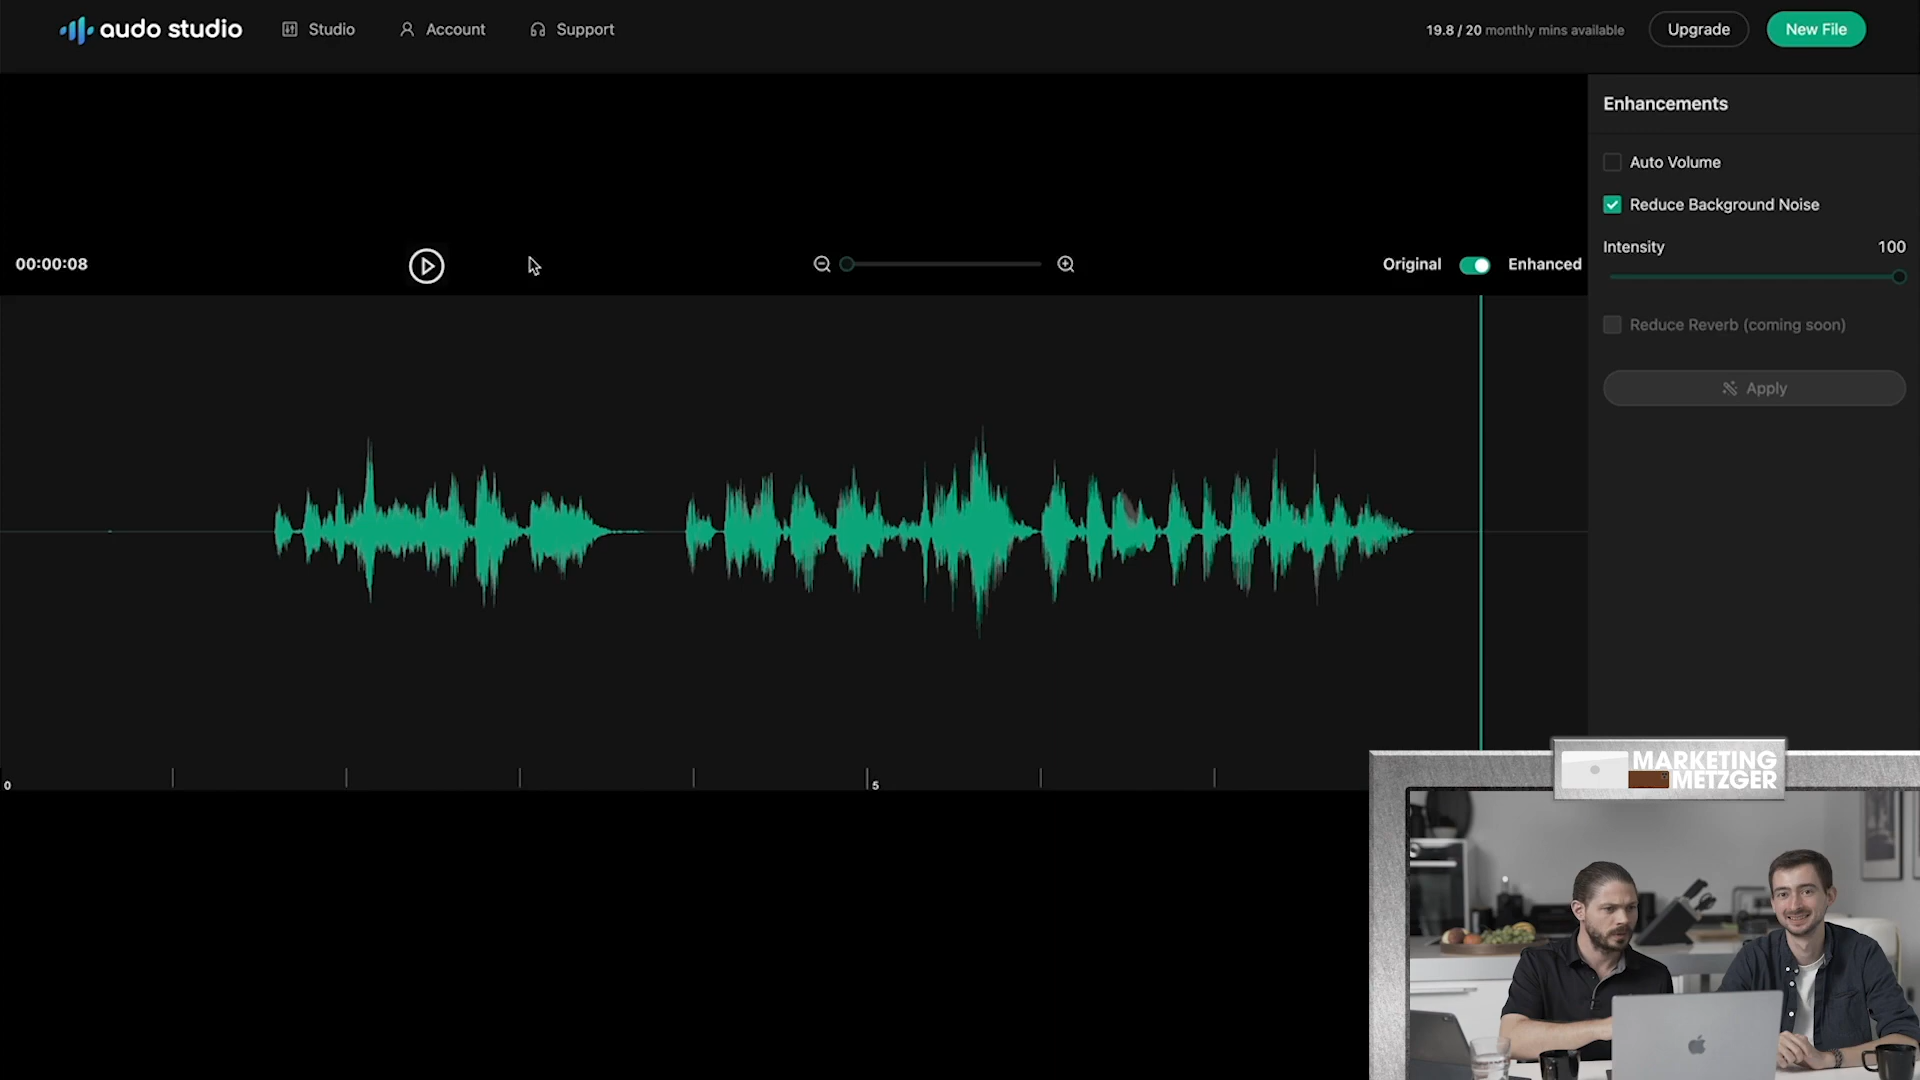 audo studio
Studio
Account
Support
19.8 / 20 monthly mins available
Upgrade
New File
Enhancements
Auto Volume
Reduce Background Noise
Intensity
100
Reduce Reverb (coming soon)
Apply
00:00:08
Original
Enhanced
0
5
MARKETING
METZGER